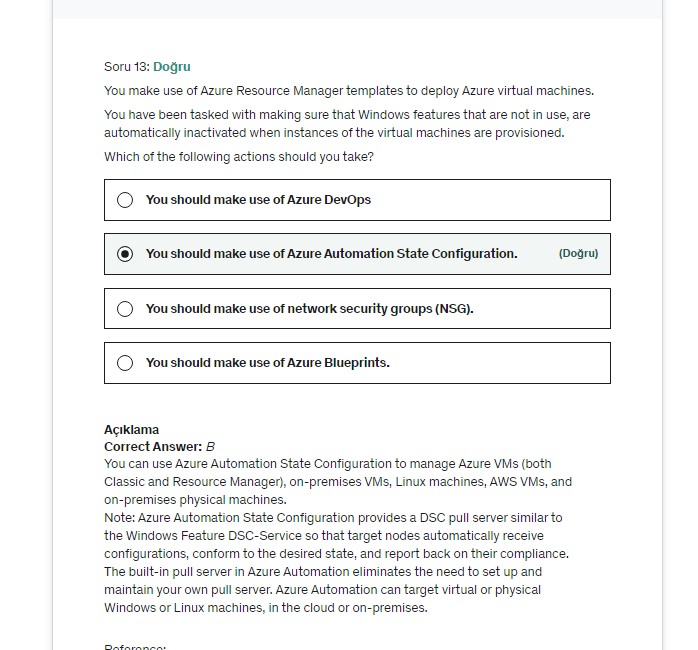 Soru 13: Doğru
You make use of Azure Resource Manager templates to deploy Azure virtual machines.
You have been tasked with making sure that Windows features that are not in use, are
automatically inactivated when instances of the virtual machines are provisioned.
Which of the following actions should you take?
You should make use of Azure DevOps
You should make use of Azure Automation State Configuration. (Doğru)
You should make use of network security groups (NSG).
You should make use of Azure Blueprints.
Açıklama
Correct Answer: B
You can use Azure Automation State Configuration to manage Azure VMs (both
Classic and Resource Manager), on-premises VMs, Linux machines, AWS VMs, and
on-premises physical machines.
Note: Azure Automation State Configuration provides a DSC pull server similar to
the Windows Feature DSC-Service so that target nodes automatically receive
configurations, conform to the desired state, and report back on their compliance.
The built-in pull server in Azure Automation eliminates the need to set up and
maintain your own pull server. Azure Automation can target virtual or physical
Windows or Linux machines, in the cloud or on-premises.
Reference: